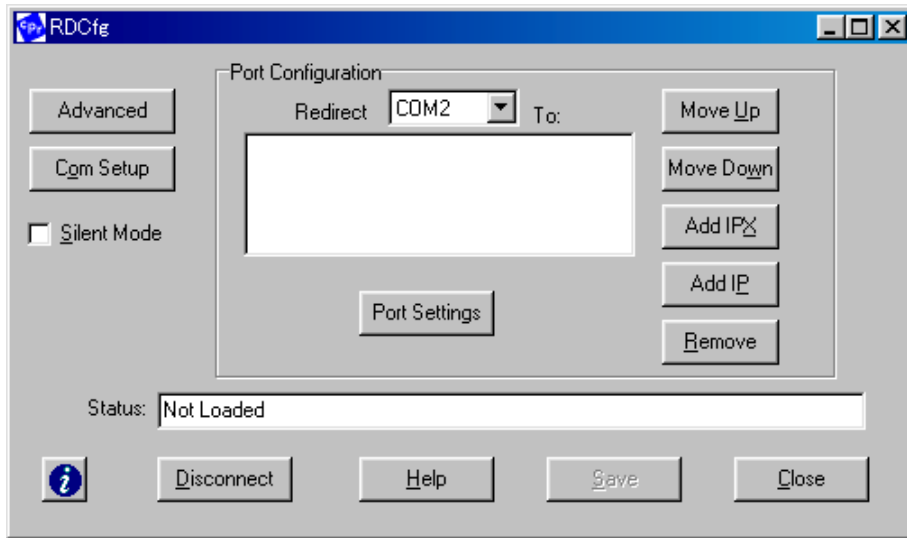 cpr RDCfg
Port Configuration
Advanced
Redirect COM2 To:
Move Up
Com Setup
Move Down
Silent Mode
Add IPX
Add IP
Port Settings
Remove
Status: Not Loaded
Disconnect Help Save Close